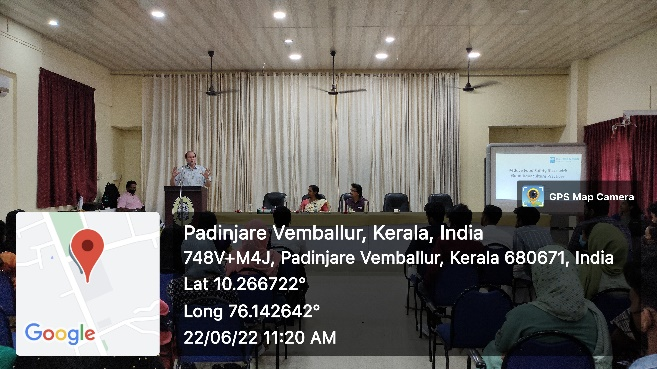 GPS Map Camera
Padinjare Vemballur, Kerala, India
748V+M4J, Padinjare Vemballur, Kerala 680671, India
Lat 10.266722°
Long 76.142642°
22/06/22 11:20 AM
Google